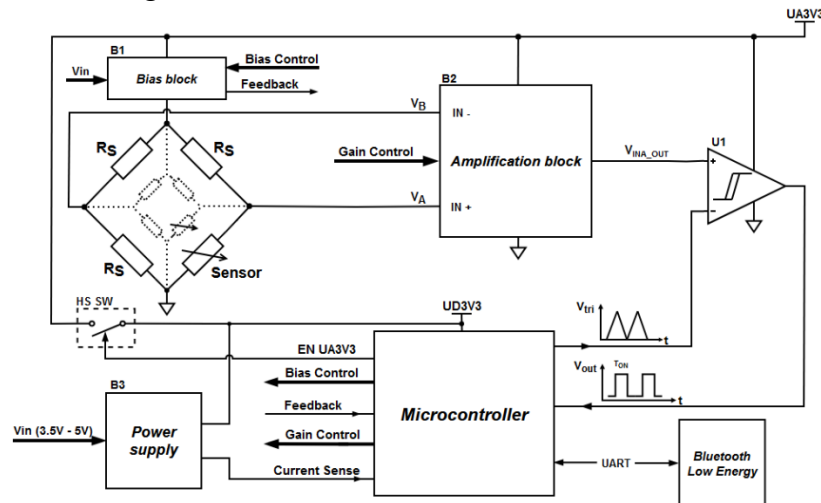 UA3V3
B1
Bias block
Vin
Bias Control
Feedback
B2
VB
IN -
Gain Control
Amplification block
VINA_OUT
U1
+
-
RS
RS
VA
IN +
RS
Sensor
HS SW
UD3V3
Vtri
t
EN UA3V3
Bias Control
Vout
TON
t
B3
Feedback
Microcontroller
Vin (3.5V - 5V)
Power
supply
Gain Control
Current Sense
UART
Bluetooth
Low Energy